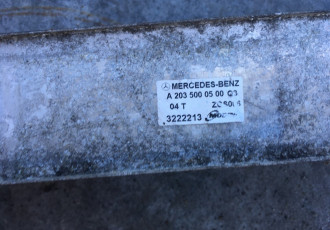 MERCEDES-BENZ
A 203 500 05 00
04 T
3222213